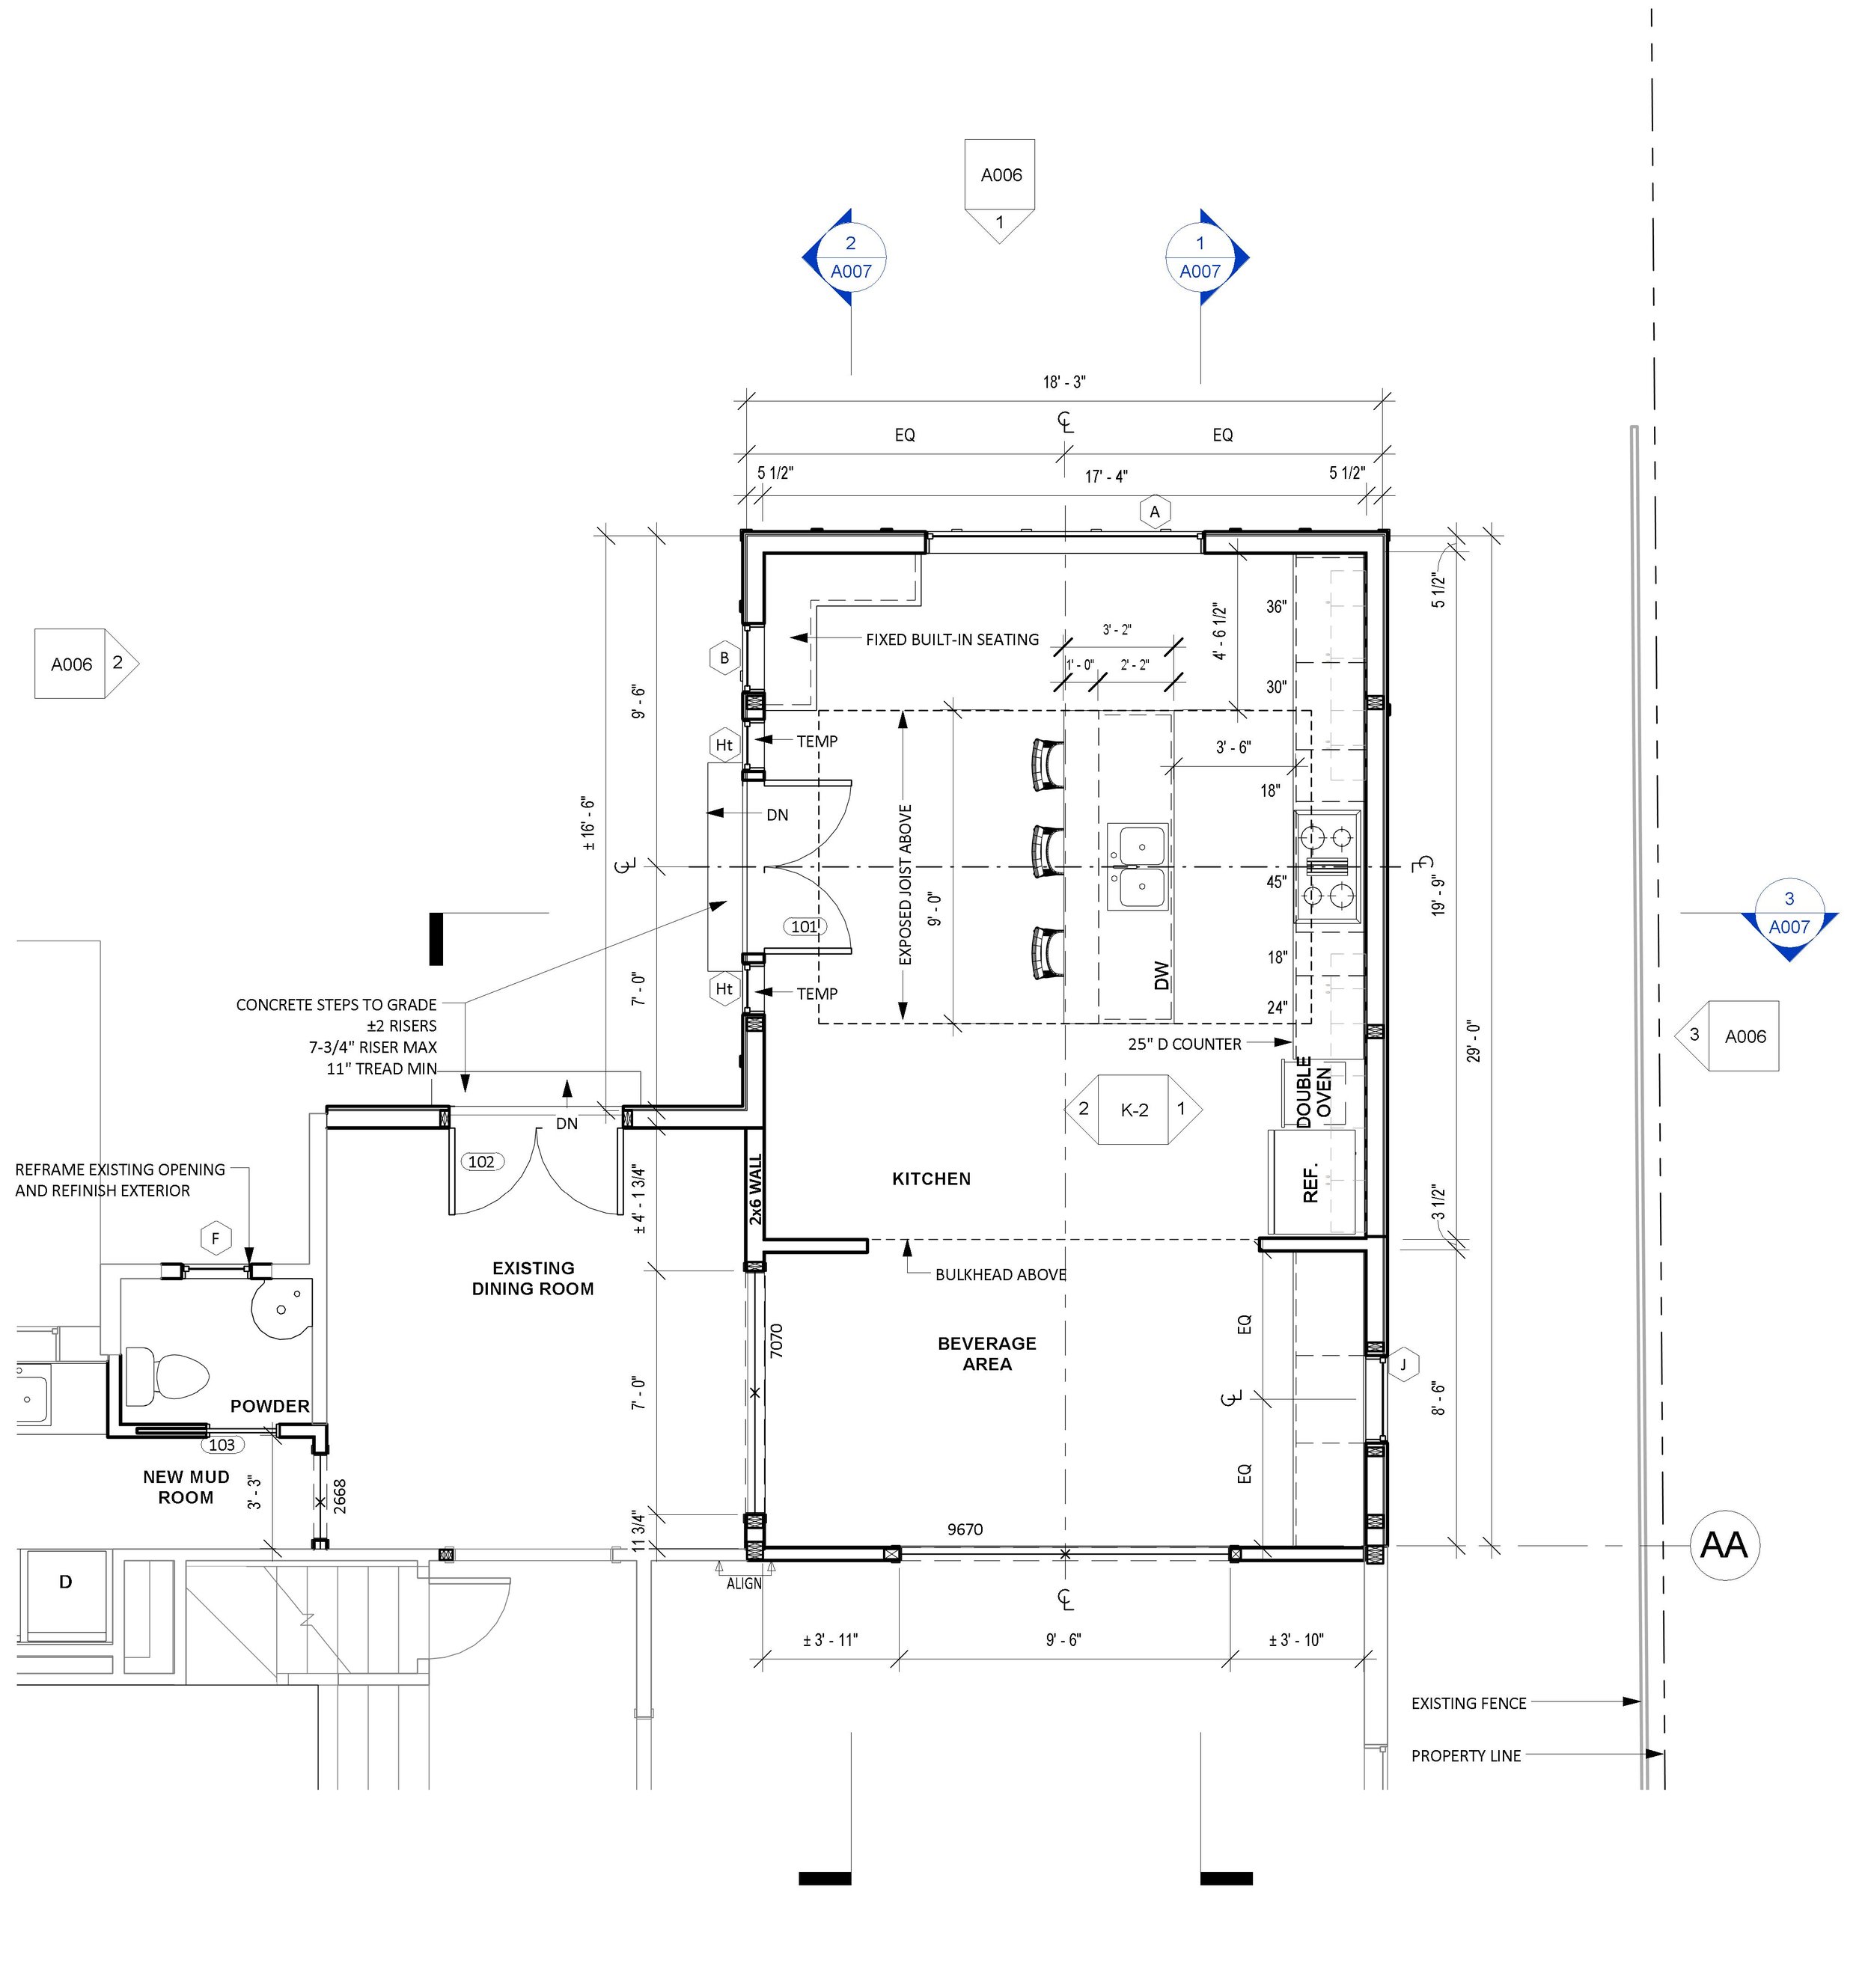 A006
1
2
A007
1
A007
18' - 3"
EQ
EQ
5 1/2"
17' - 4"
5 1/2"
A
A006
2
B
FIXED BUILT-IN SEATING
3' - 2"
1' - 0"
2' - 2"
4' - 6 1/2"
36"
5 1/2"
30"
9' - 6"
Ht
TEMP
3' - 6"
18"
± 16' - 6"
DN
EXPOSED JOIST ABOVE
9' - 0"
45"
19' - 9"
101
3
A007
DW
18"
7' - 0"
Ht
TEMP
24"
CONCRETE STEPS TO GRADE
±2 RISERS
7-3/4" RISER MAX
11" TREAD MIN
25" D COUNTER
29' - 0"
3
A006
DOUBLE
OVEN
2
K-2
1
DN
102
REFRAME EXISTING OPENING
AND REFINISH EXTERIOR
± 4' - 1 3/4"
2x6 WALL
KITCHEN
REF.
3 1/2"
F
EXISTING
DINING ROOM
BULKHEAD ABOVE
7070
BEVERAGE
AREA
EQ
J
POWDER
103
7' - 0"
8' - 6"
NEW MUD
ROOM
3' - 3"
2668
EQ
11 3/4"
9670
AA
D
ALIGN
± 3' - 11"
9' - 6"
± 3' - 10"
EXISTING FENCE
PROPERTY LINE